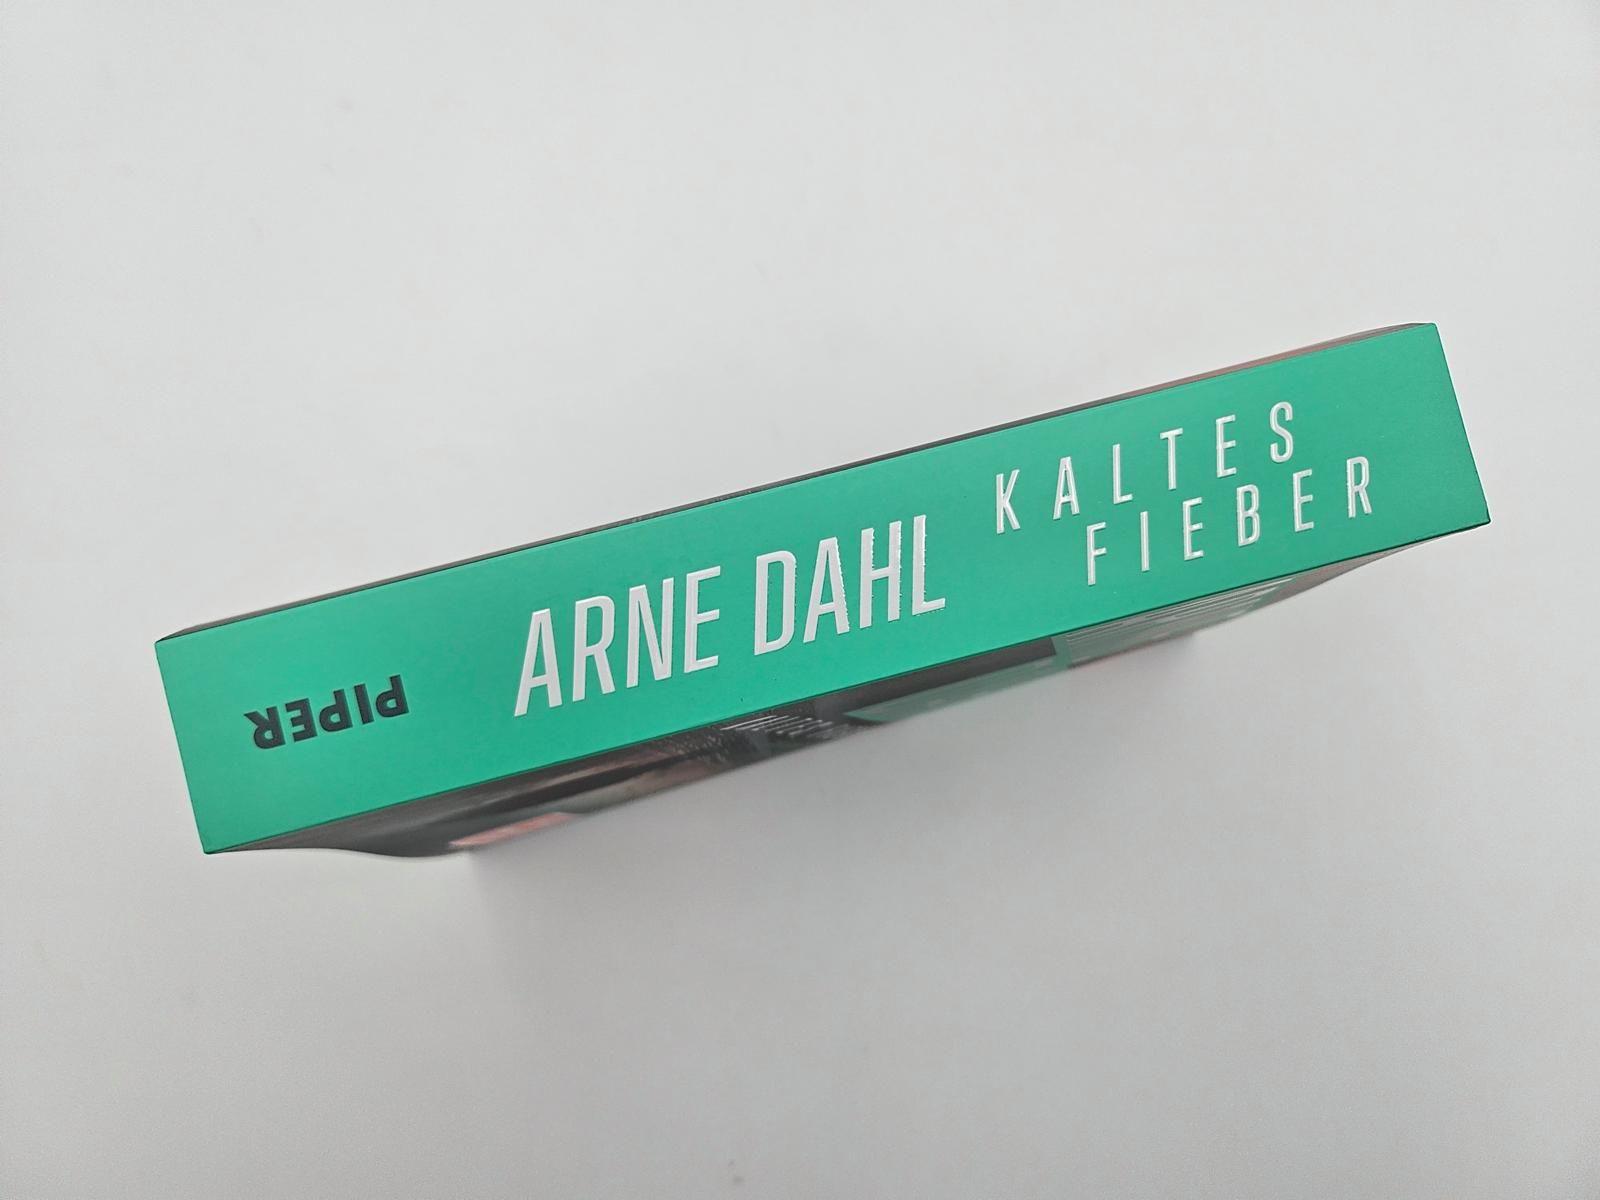 PIPER
ARNE DAHL
KALTES
FIEBER